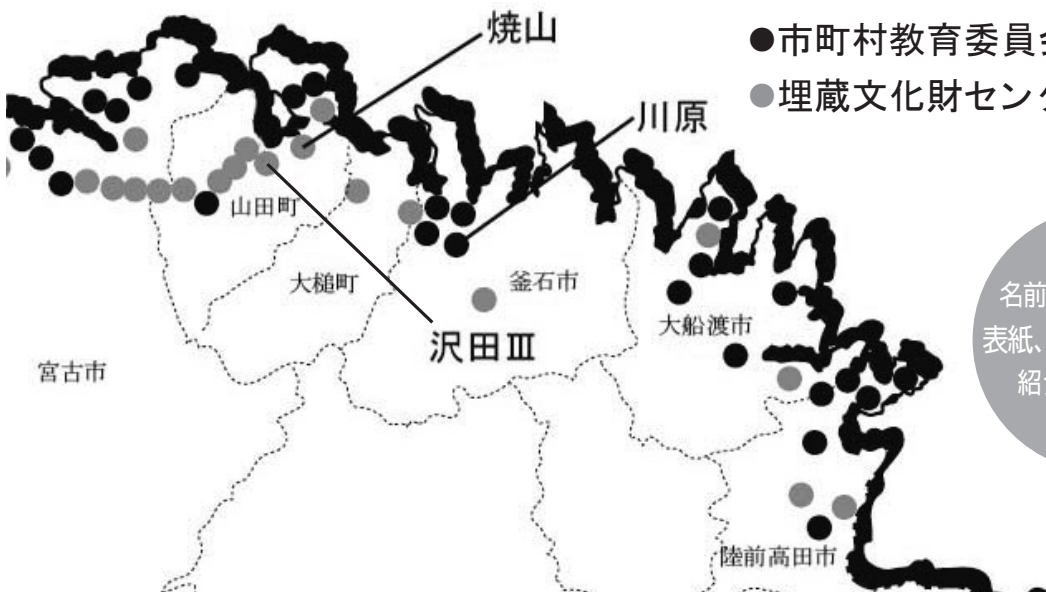 焼山
●市町村教育委員会
●埋蔵文化財センタ
川原
山田町
大槌町
釜石市
名前
大船渡市
表紙、
沢田Ⅲ
紹
宮古市
陸前高田市